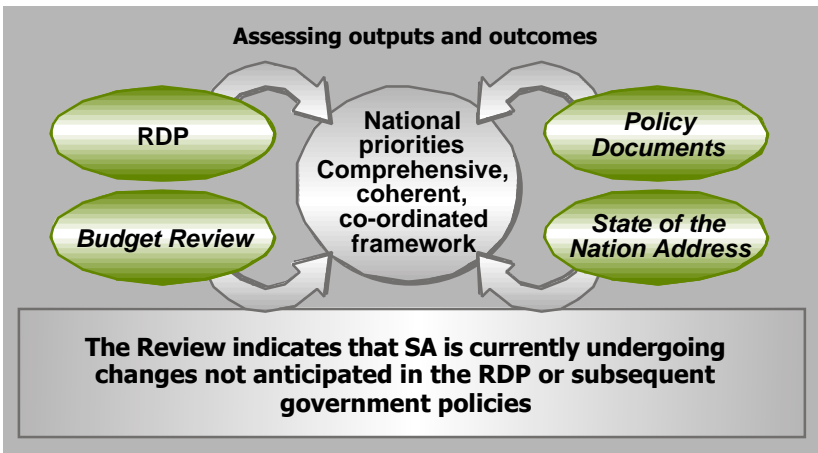 Assessing outputs and outcomes
RDP
Budget Review
National
priorities
Comprehensive,
coherent,
co-ordinated
framework
Policy
Documents
State of the
Nation Address
The Review indicates that SA is currently undergoing
changes not anticipated in the RDP or subsequent
government policies